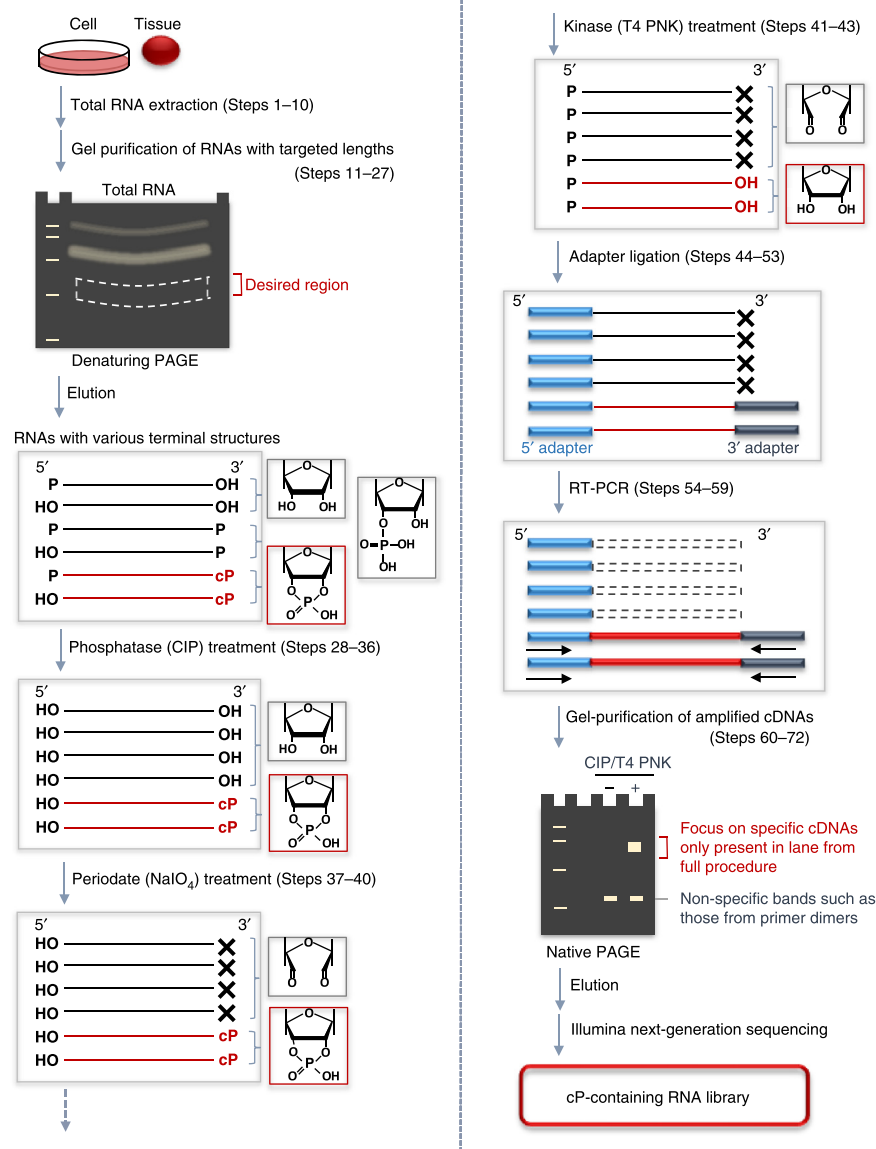 Cell
Tissue
Total RNA extraction (Steps 1–10)
Gel purification of RNAs with targeted lengths
(Steps 11–27)
Total RNA
Desired region
Denaturing PAGE
Elution
RNAs with various terminal structures
5′ 3′
P OH
HO OH
P P
HO P
P cP
HO cP
O
HO OH
O
O O
P
O OH
O
O OH
O P OH
OH
Phosphatase (CIP) treatment (Steps 28–36)
5′ 3′
HO OH
HO OH
HO OH
HO OH
HO cP
HO cP
O
HO OH
O
O O
P
O OH
Periodate (NaIO4) treatment (Steps 37–40)
5′ 3′
HO
HO
HO
HO
HO cP
HO cP
O
O O
O
O O
P
O OH
Kinase (T4 PNK) treatment (Steps 41–43)
5′ 3′
P
P
P
P
P OH
P OH
O
O O
O
HO OH
Adapter ligation (Steps 44–53)
5′ 3′
5′ adapter 3′ adapter
RT-PCR (Steps 54–59)
5′ 3′
Gel-purification of amplified cDNAs
(Steps 60–72)
CIP/T4 PNK
– +
Focus on specific cDNAs
only present in lane from
full procedure
Non-specific bands such as
those from primer dimers
Native PAGE
Elution
Illumina next-generation sequencing
cP-containing RNA library